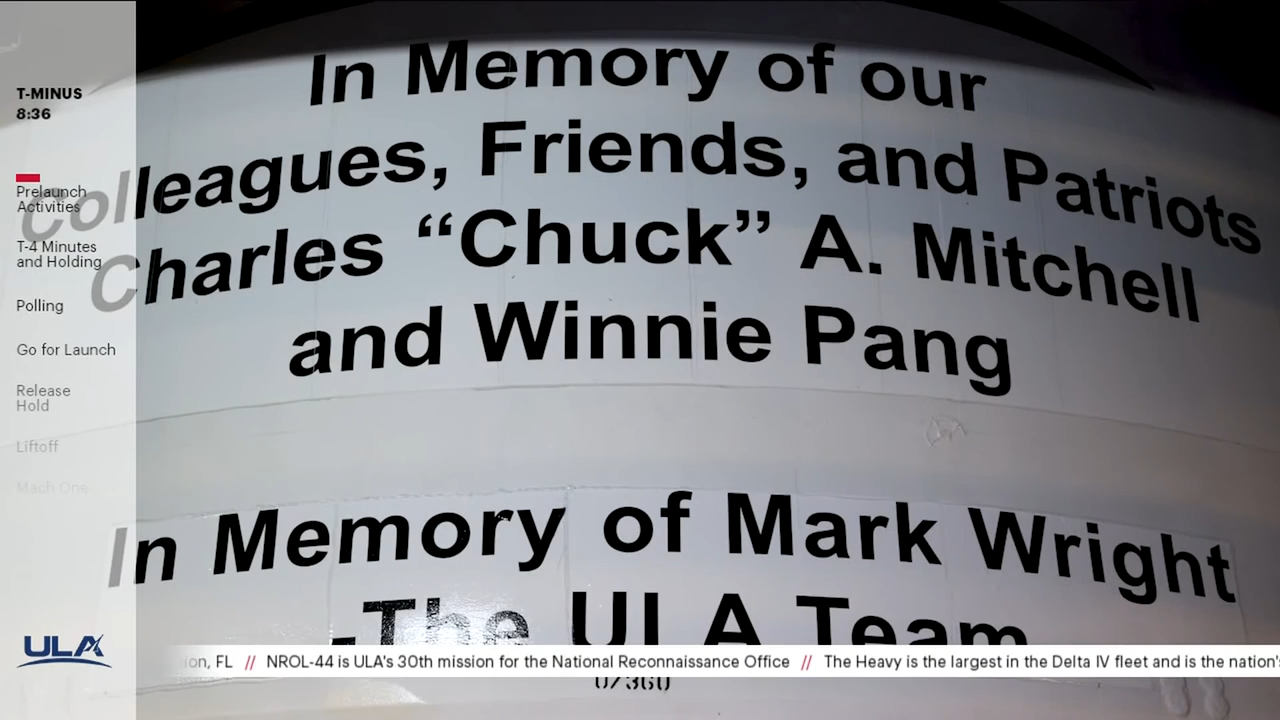 In Memory of our
Colleagues, Friends, and Patriots
Charles “Chuck” A. Mitchell
and Winnie Pang
In Memory of Mark Wright
-The ULA Team
T-MINUS
8:36
Prelaunch
Activities
T-4 Minutes
and Holding
Polling
Go for Launch
Release
Hold
Liftoff
Mach One
ULA
ion, FL // NROL-44 is ULA's 30th mission for the National Reconnaissance Office // The Heavy is the largest in the Delta IV fleet and is the nation's